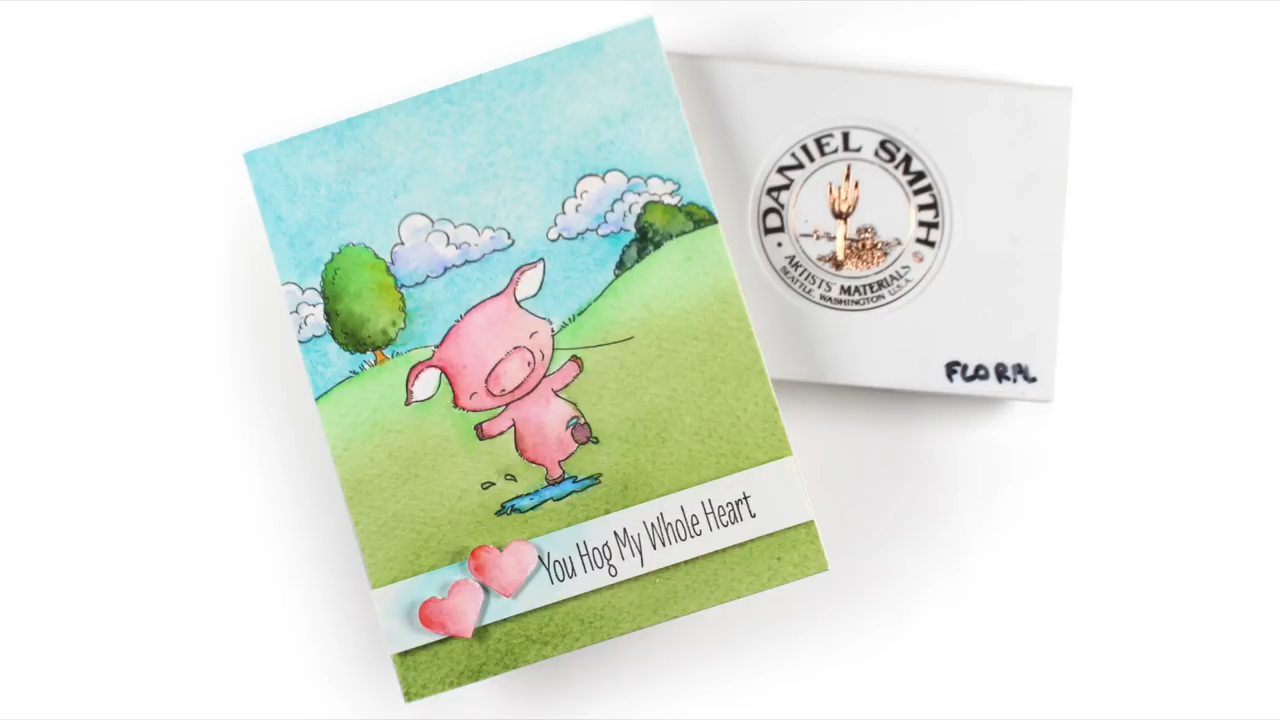 DANIEL SMITH
ARTISTS' MATERIALS
SEATTLE, WASHINGTON U.S.A.
FLORAL
You Hog My Whole Heart